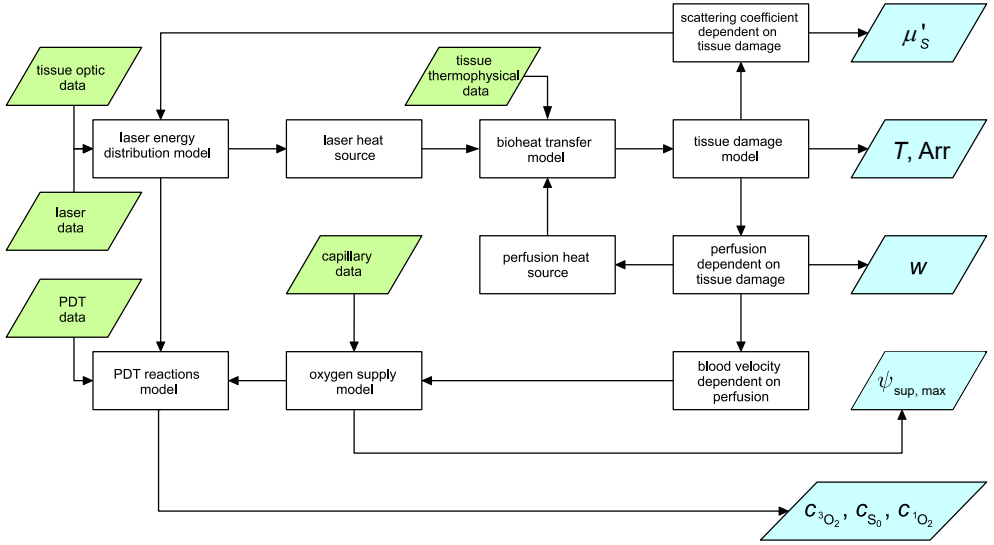 scattering coefficient
dependent on
tissue damage
μ's
tissue optic
data
tissue
thermophysical
data
laser energy
distribution model
laser heat
source
bioheat transfer
model
tissue damage
model
T, Arr
laser
data
capillary
data
perfusion heat
source
perfusion
dependent on
tissue damage
w
PDT
data
PDT reactions
model
oxygen supply
model
blood velocity
dependent on
perfusion
ψsup, max
c³O₂, cS₀, c¹O₂